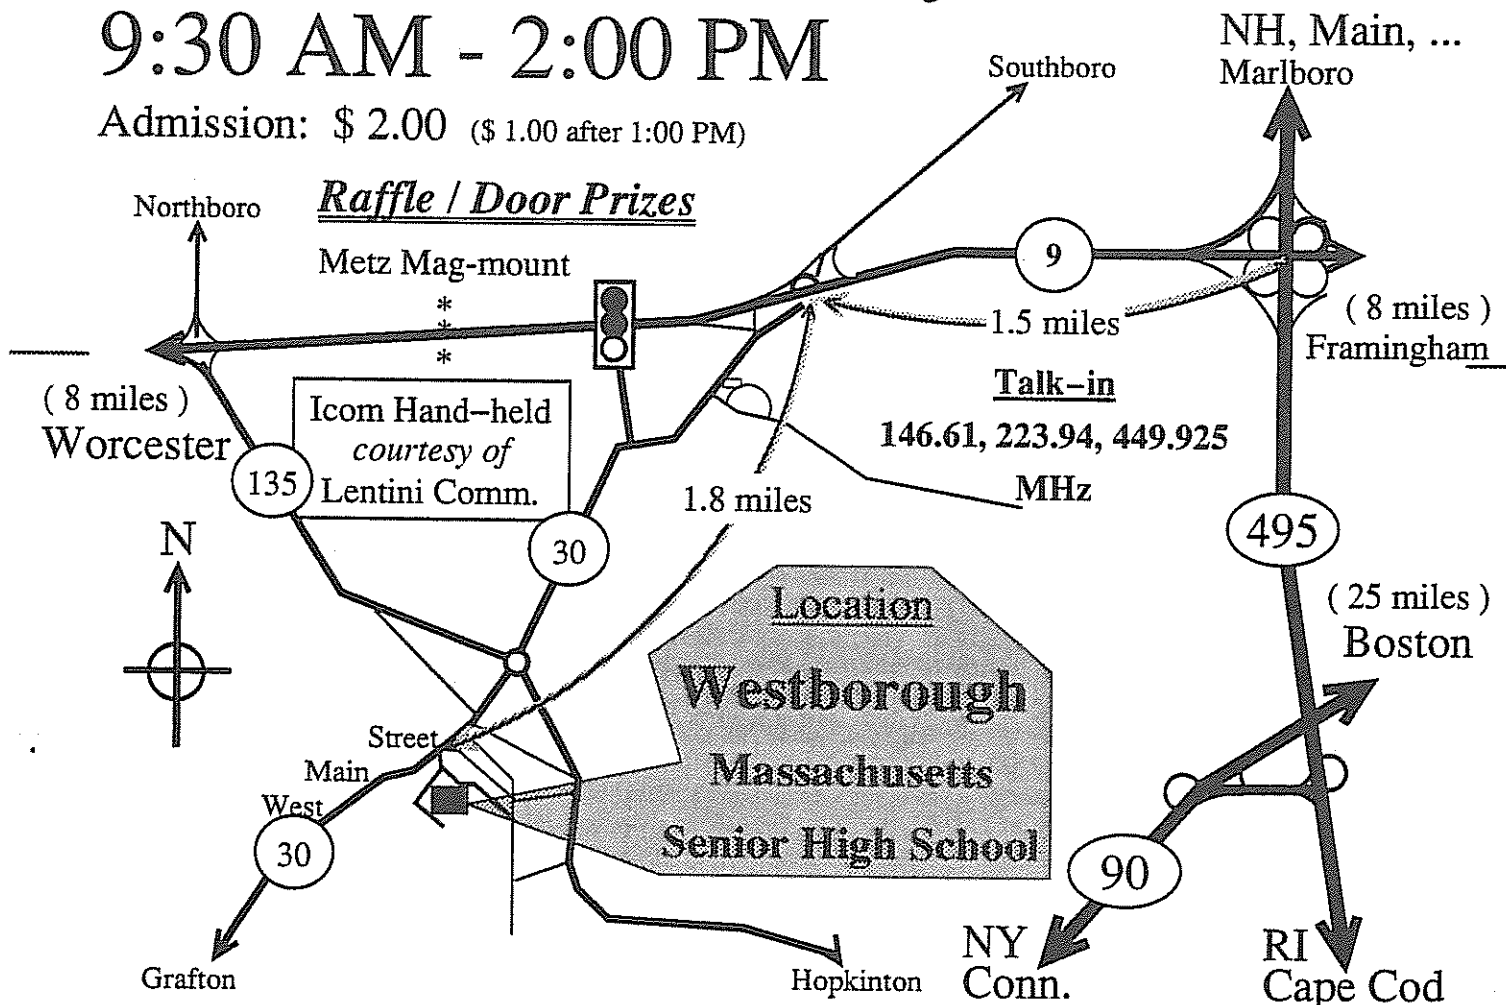 9:30 AM - 2:00 PM
NH, Main, ...
Marlboro
Southboro
Admission: $ 2.00 ($ 1.00 after 1:00 PM)
Northboro
Raffle / Door Prizes
Metz Mag-mount
*
*
*
9
1.5 miles
( 8 miles )
Framingham
( 8 miles )
Worcester
Icom Hand-held
courtesy of
Lentini Comm.
Talk-in
146.61, 223.94, 449.925
MHz
135
1.8 miles
30
495
N
Location
Westborough
Massachusetts
Senior High School
( 25 miles )
Boston
Street
Main
West
30
90
Grafton
Hopkinton
NY
Conn.
RI
Cape Cod